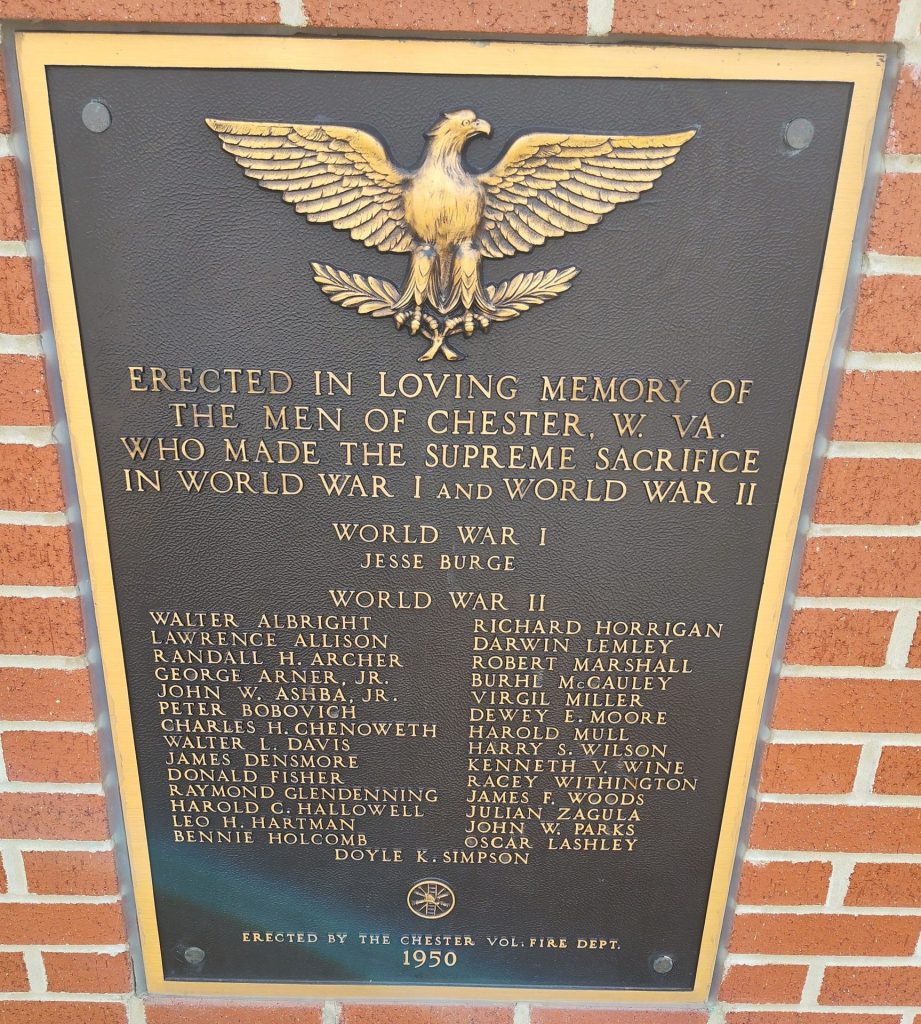 ERECTED IN LOVING MEMORY OF
THE MEN OF CHESTER, W. VA.
WHO MADE THE SUPREME SACRIFICE
IN WORLD WAR I AND WORLD WAR II
WORLD WAR I
JESSE BURGE
WORLD WAR II
WALTER ALBRIGHT
LAWRENCE ALLISON
RANDALL H. ARCHER
GEORGE ARNER, JR.
JOHN W. ASHBA, JR.
PETER BOBOVICH
CHARLES H. CHENOWETH
WALTER L. DAVIS
JAMES DENSMORE
DONALD FISHER
RAYMOND GLENDENNING
HAROLD C. HALLOWELL
LEO H. HARTMAN
BENNIE HOLCOMB
RICHARD HORRIGAN
DARWIN LEMLEY
ROBERT MARSHALL
BURHL McCAULEY
VIRGIL MILLER
DEWEY E. MOORE
HAROLD MULL
HARRY S. WILSON
KENNETH V. WINE
RACEY WITHINGTON
JAMES F. WOODS
JULIAN ZAGULA
JOHN W. PARKS
OSCAR LASHLEY
DOYLE K. SIMPSON
ERECTED BY THE CHESTER VOL. FIRE DEPT.
1950